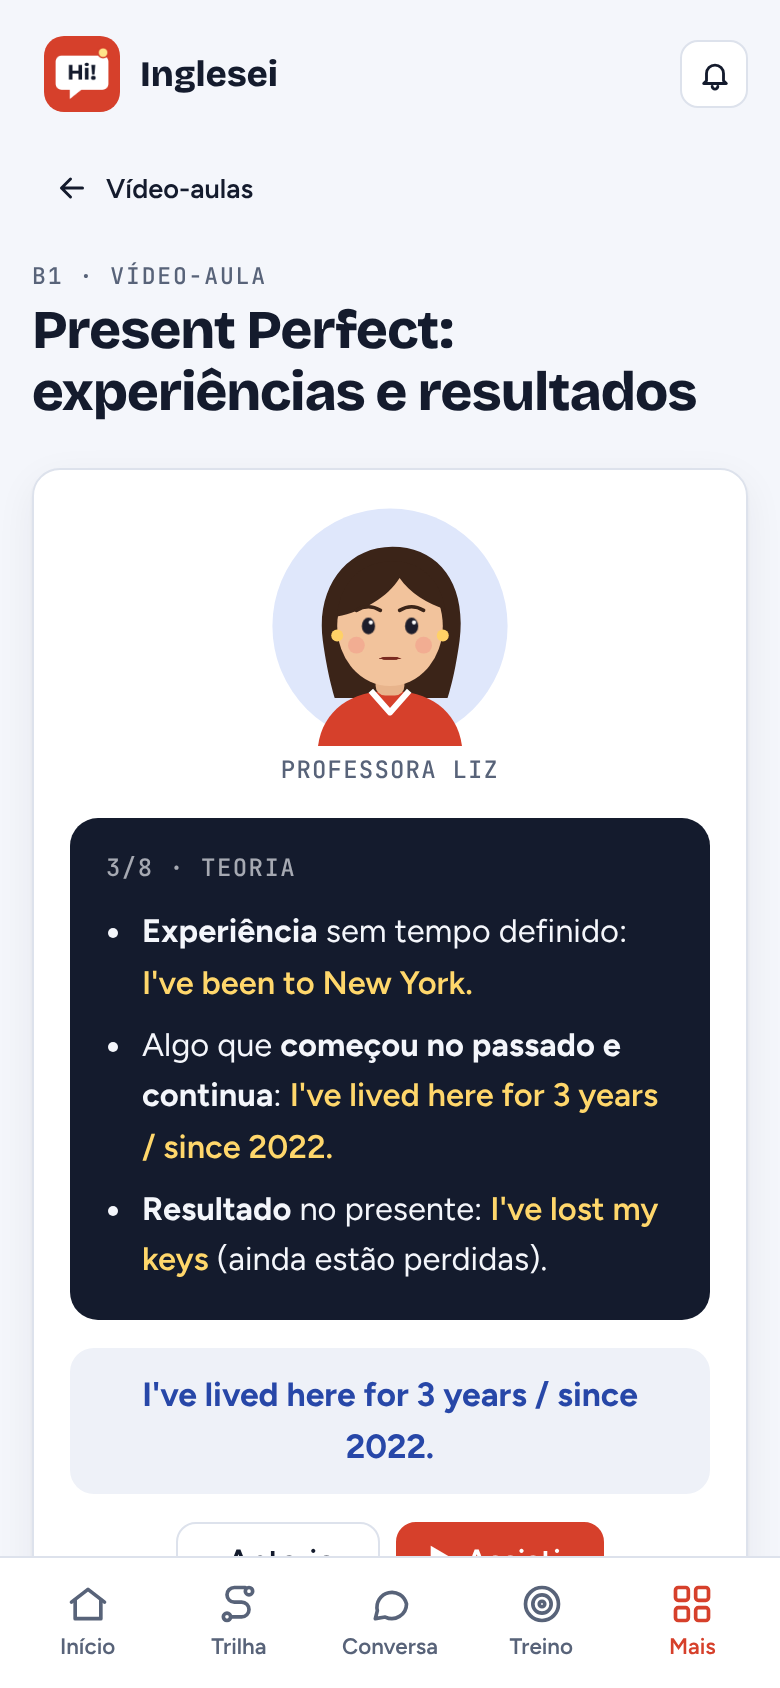 Hi!
Inglesei
Vídeo-aulas
B1 · VÍDEO-AULA
Present Perfect:
experiências e resultados
PROFESSORA LIZ
3/8 · TEORIA
• Experiência sem tempo definido:
I've been to New York.
• Algo que começou no passado e
continua: I've lived here for 3 years
/ since 2022.
• Resultado no presente: I've lost my
keys (ainda estão perdidas).
I've lived here for 3 years / since
2022.
Início
Trilha
Conversa
Treino
Mais